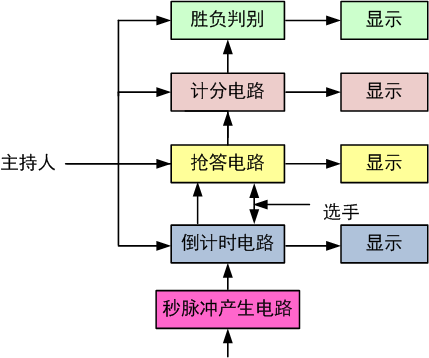 胜负判别
显示
计分电路
显示
主持人
抢答电路
显示
选手
倒计时电路
显示
秒脉冲产生电路